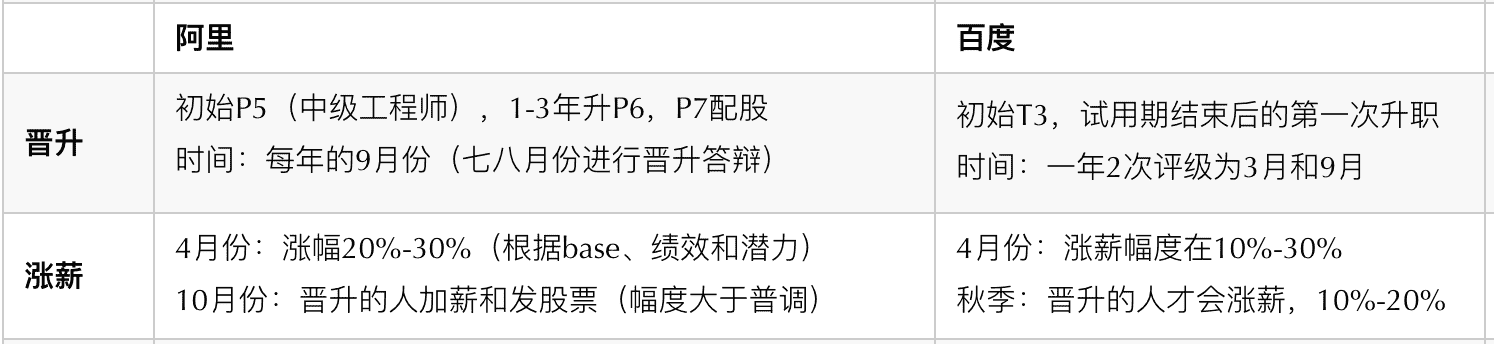 阿里
百度
晋升
初始P5（中级工程师），1-3年升P6，P7配股
时间：每年的9月份（七八月份进行晋升答辩）
初始T3，试用期结束后的第一次升职
时间：一年2次评级为3月和9月
涨薪
4月份：涨幅20%-30%（根据base、绩效和潜力）
10月份：晋升的人加薪和发股票（幅度大于普调）
4月份：涨薪幅度在10%-30%
秋季：晋升的人才会涨薪，10%-20%